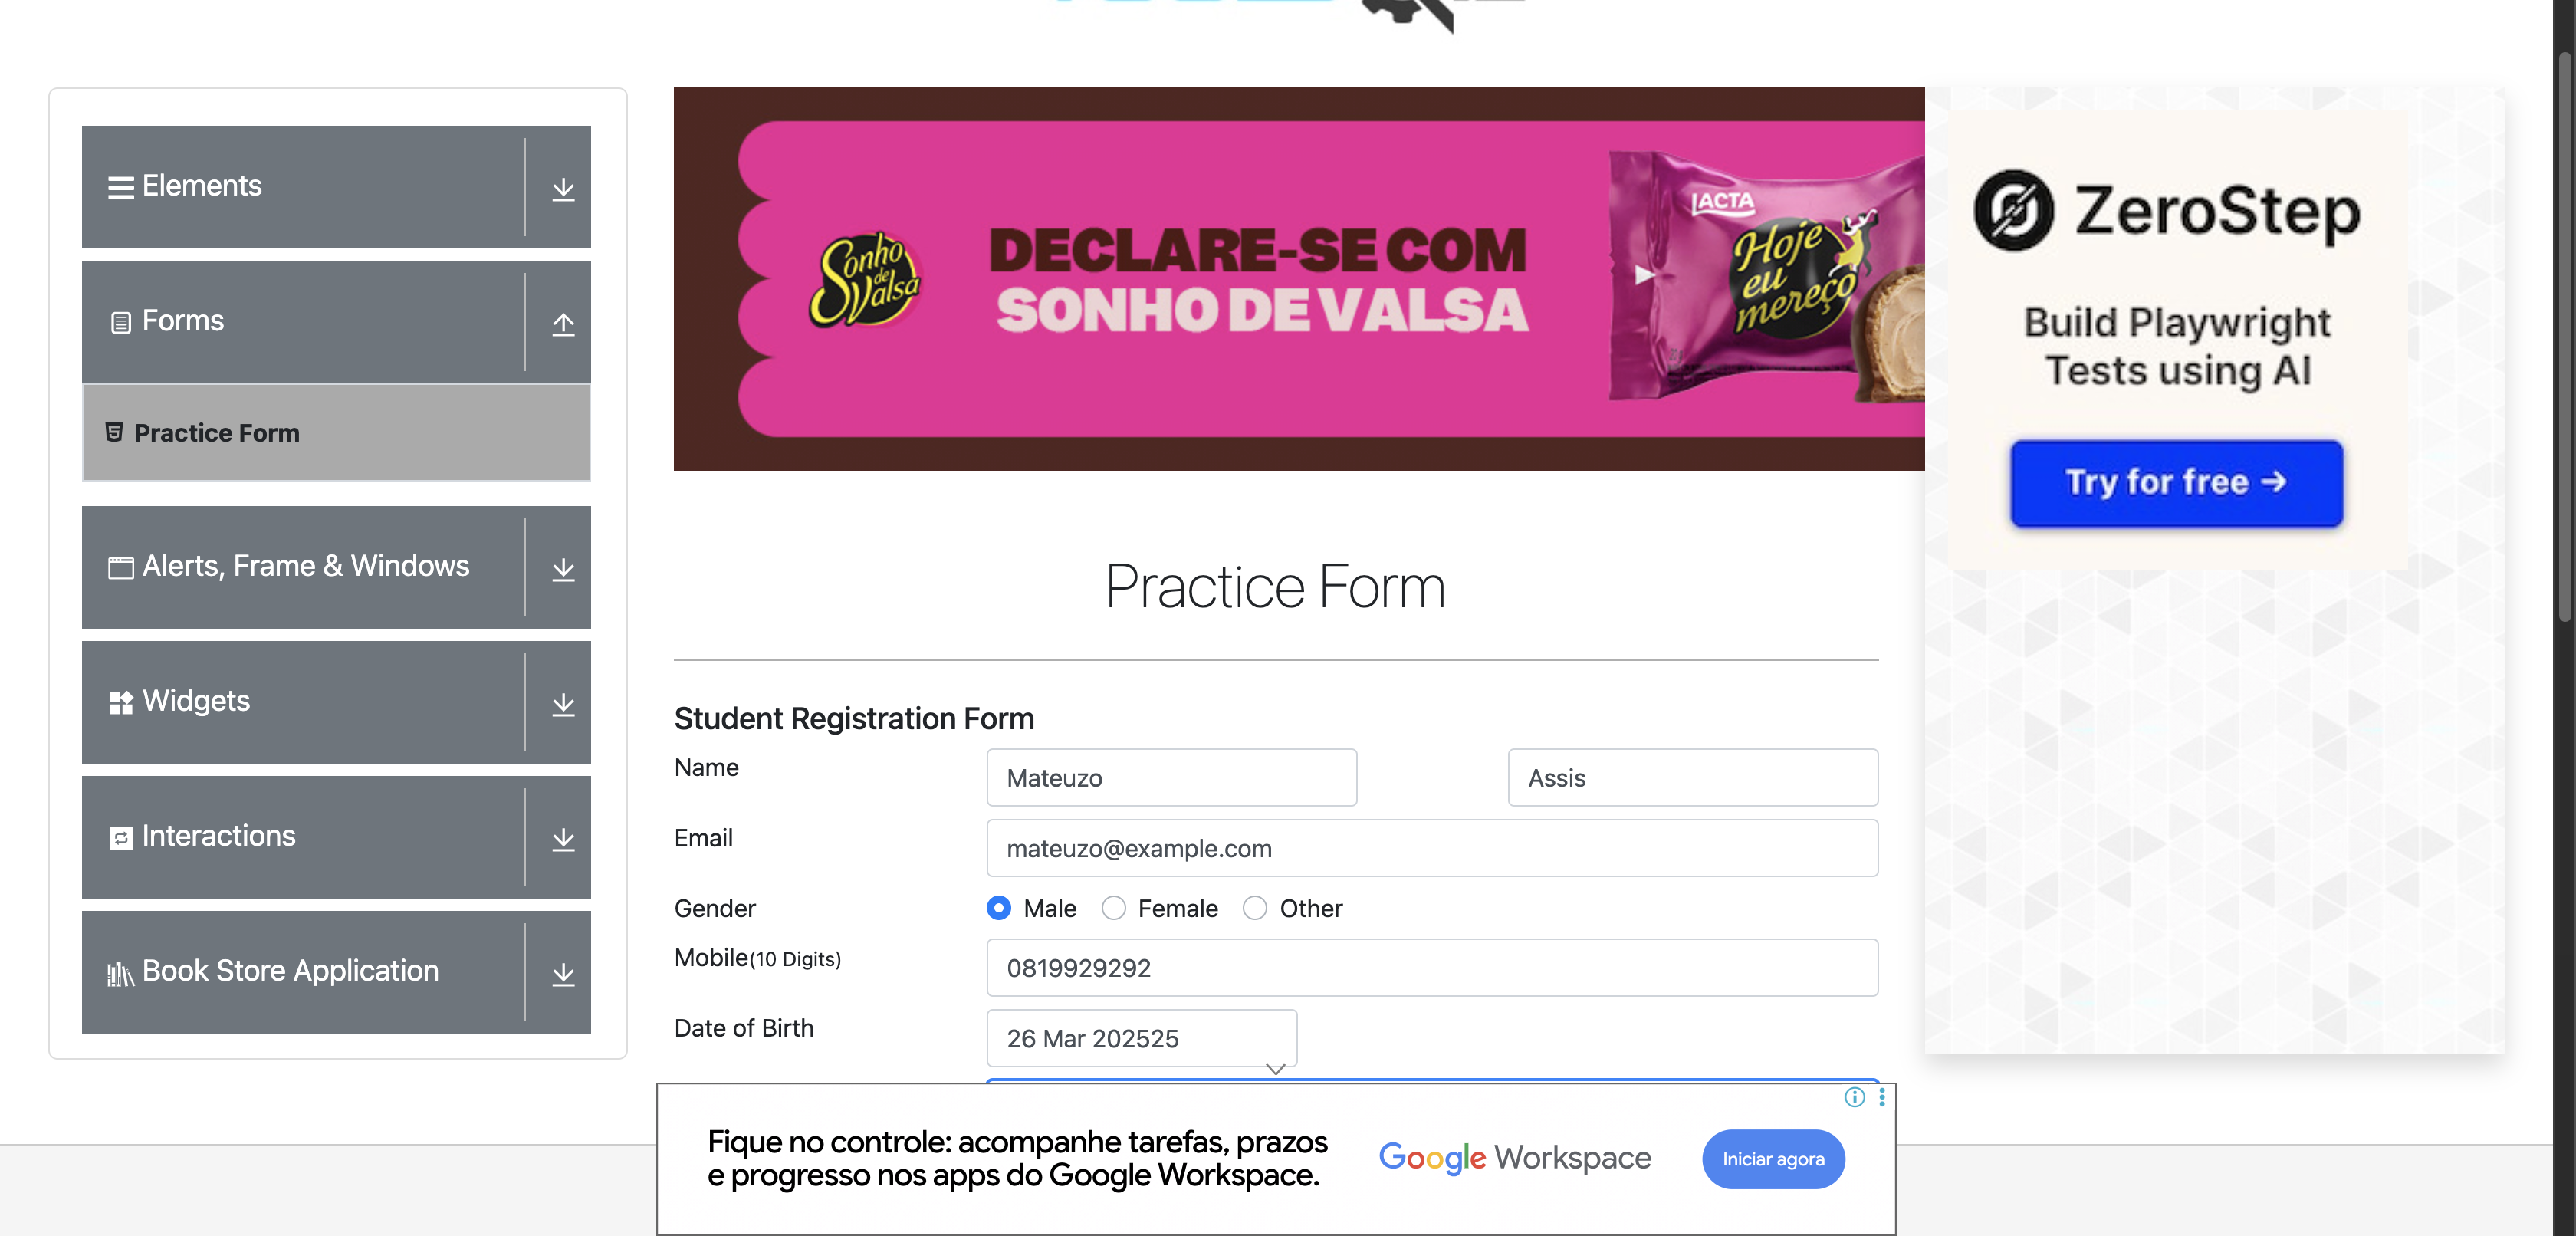 Elements
Forms
Practice Form
Alerts, Frame & Windows
Widgets
Interactions
Book Store Application
Sonho
de
Valsa
DECLARE-SE COM
SONHO DE VALSA
LACTA
Hoje
eu
mereço
ZeroStep
Build Playwright
Tests using AI
Try for free →
Practice Form
Student Registration Form
Name
Mateuzo
Assis
Email
mateuzo@example.com
Gender
Male
Female
Other
Mobile(10 Digits)
0819929292
Date of Birth
26 Mar 202525
Fique no controle: acompanhe tarefas, prazos
e progresso nos apps do Google Workspace.
Google Workspace
Iniciar agora